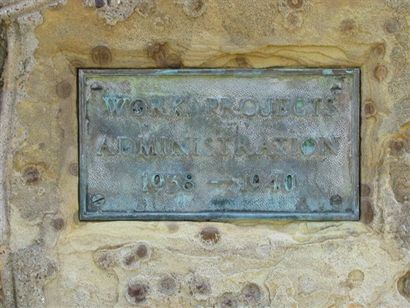 WORK PROJECTS
ADMINISTRATION
1938 — 1940